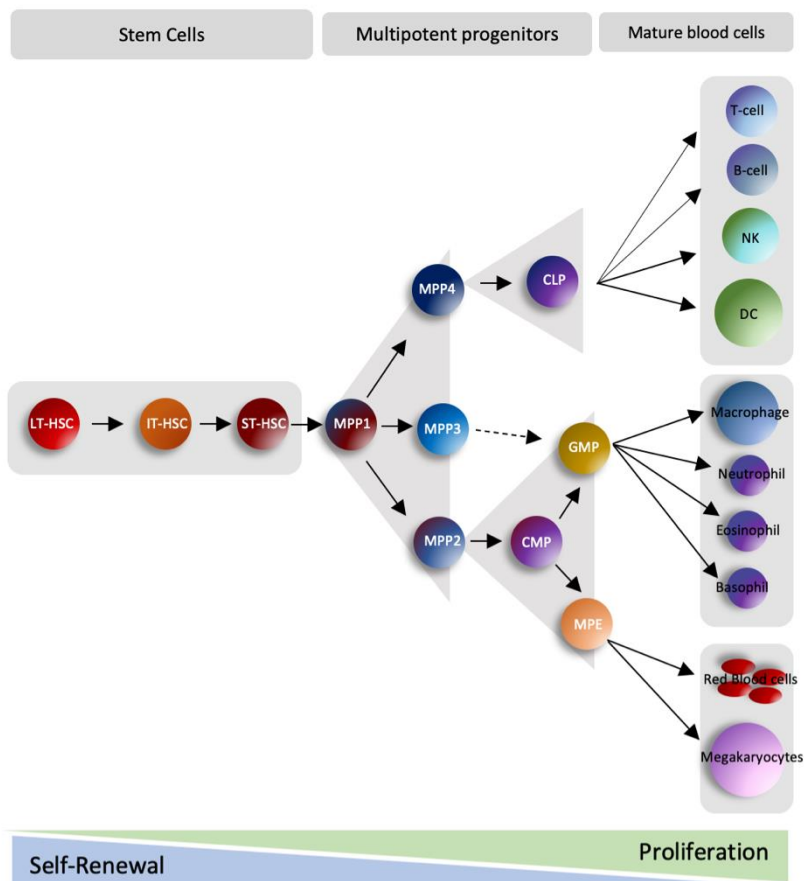 Stem Cells
Multipotent progenitors
Mature blood cells
T-cell
B-cell
NK
DC
MPP4
CLP
LT-HSC
IT-HSC
ST-HSC
MPP1
MPP3
GMP
MPP2
CMP
MPE
Macrophage
Neutrophil
Eosinophil
Basophil
Red Blood cells
Megakaryocytes
Self-Renewal
Proliferation